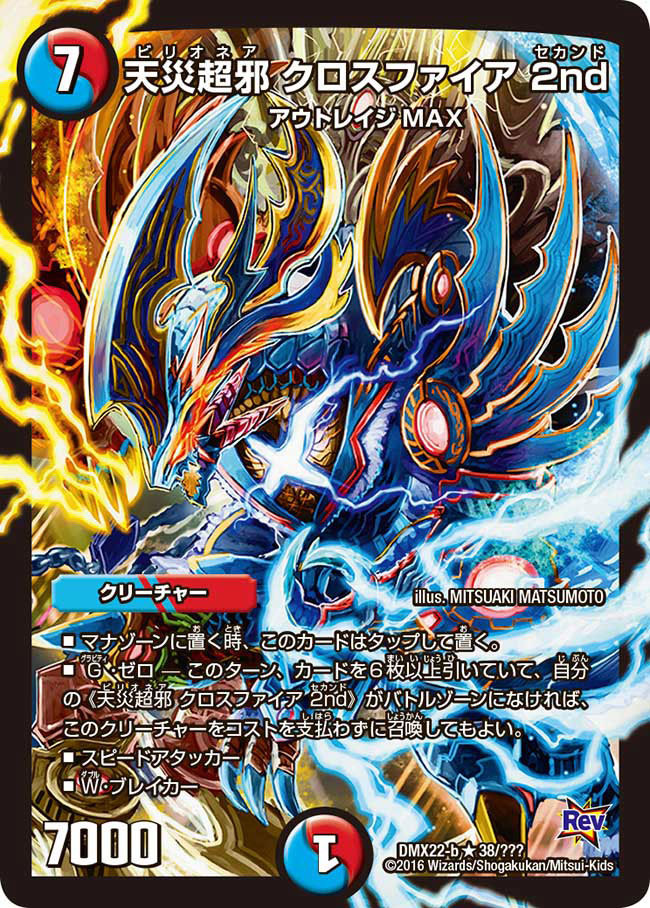 7
ビリオネア セカンド
天災超邪 クロスファイア 2nd
アウトレイジMAX
クリーチャー
illus. MITSUAKI MATSUMOTO
■ マナゾーンに置く時、このカードはタップして置く。
■ G・ゼロ―このターン、カードを6枚以上引いていて、自分
の《天災超邪 クロスファイア 2nd》がバトルゾーンになければ、
このクリーチャーをコストを支払わずに召喚してもよい。
■ スピードアタッカー
■ W・ブレイカー
7000
1
Rev
DMX22-b★ 38/???
©2016 Wizards/Shogakukan/Mitsui-Kids